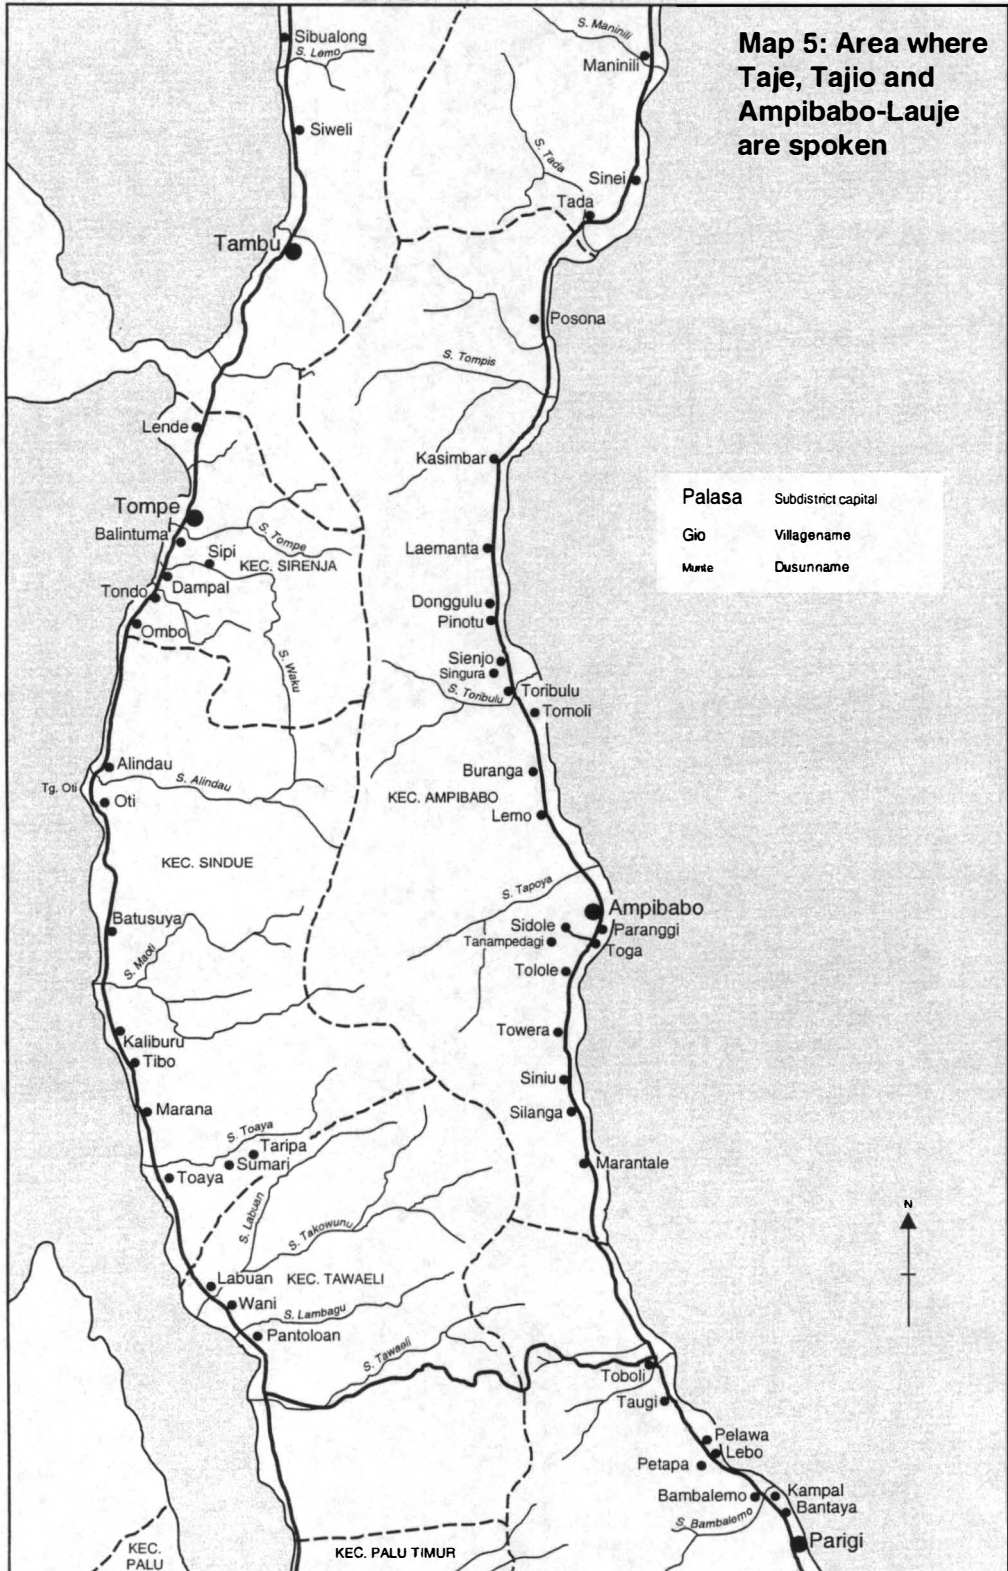 Map 5: Area where
Taje, Tajio and
Ampibabo-Lauje
are spoken
Sibualong
S. Lemo
S. Maninili
Maninili
Siweli
S. Tada
Sinei
Tada
Tambu
Posona
S. Tompis
Lende
Kasimbar
Palasa Subdistrict capital
Gio Villagename
Munte Dusunname
Tompe
Balintuma
S. Tompe
Sipi
KEC. SIRENJA
Laemanta
Dampal
Tondo
Donggulu
Pinotu
Ombo
S. Waku
Sienjo
Singura
S. Toribulu
Toribulu
Tomoli
Alindau
S. Alindau
Tg. Oti
Oti
Buranga
KEC. AMPIBABO
Lemo
KEC. SINDUE
S. Tapoya
Ampibabo
Batusuya
Sidole
Paranggi
Tanampedagi
Toga
S. Maoti
Tolole
Kaliburu
Towera
Tibo
Siniu
Marana
Silanga
S. Toaya
Taripa
Sumari
Toaya
Marantale
S. Labuan
S. Takowunu
N
Labuan
KEC. TAWAELI
Wani
S. Lambagu
Pantoloan
S. Tawaeli
Toboli
Taugi
Pelawa
Lebo
Petapa
Bambalemo
Kampal
Bantaya
S. Bambalemo
Parigi
KEC.
PALU
KEC. PALU TIMUR